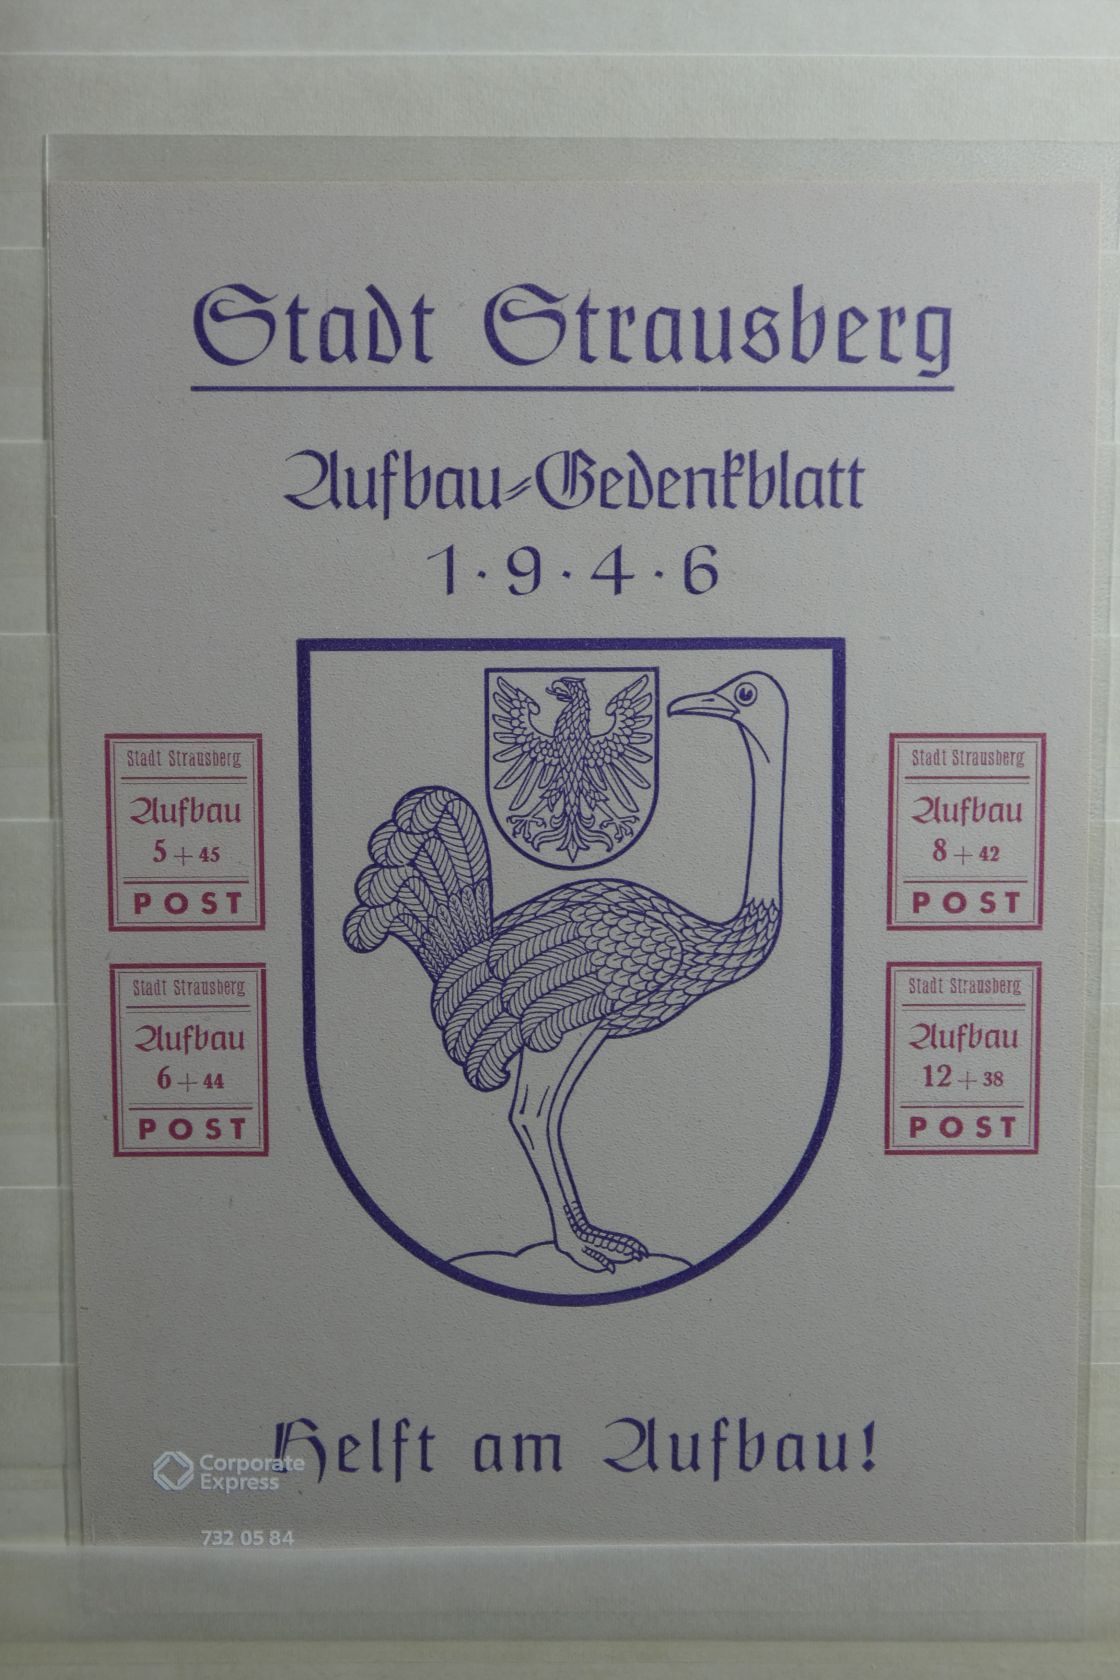 Stadt Strausberg
Aufbau-Gedenkblatt
1·9·4·6
Stadt Strausberg
Aufbau
5 + 45
POST
Stadt Strausberg
Aufbau
8 + 42
POST
Stadt Strausberg
Aufbau
6 + 44
POST
Stadt Strausberg
Aufbau
12 + 38
POST
Helft am Aufbau!
Corporate
Express
732 05 84